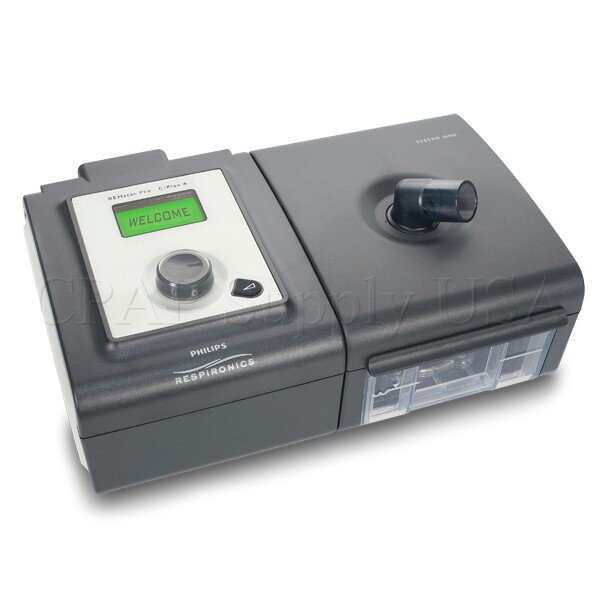 REMstar Pro C-Flex+
WELCOME
SYSTEM ONE
PHILIPS
RESPIRONICS
CPAP Supply USA